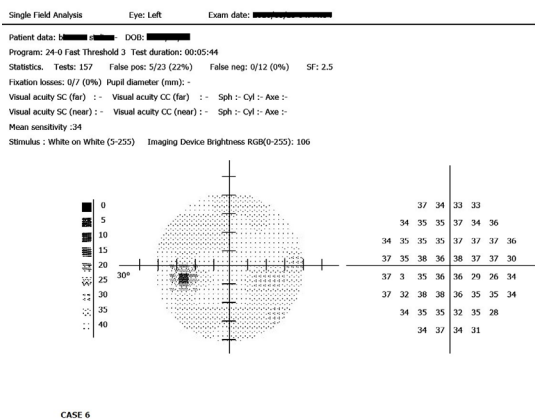 Single Field Analysis Eye: Left Exam date:
Patient data: DOB:
Program: 24-0 Fast Threshold 3 Test duration: 00:05:44
Statistics. Tests: 157 False pos: 5/23 (22%) False neg: 0/12 (0%) SF: 2.5
Fixation losses: 0/7 (0%) Pupil diameter (mm): -
Visual acuity SC (far) : - Visual acuity CC (far) : - Sph :- Cyl :- Axe :-
Visual acuity SC (near) : - Visual acuity CC (near) : - Sph :- Cyl :- Axe :-
Mean sensitivity :34
Stimulus : White on White (5-255) Imaging Device Brightness RGB(0-255): 106
0
5
10
15
20
25
30
35
40
30°
37 34 33 33
34 35 35 37 34 36
34 35 35 35 37 37 37 36
37 35 38 36 38 37 37 30
37 3 35 36 36 29 26 34
37 32 38 38 36 35 35 34
34 35 35 32 35 28
34 37 34 31
CASE 6